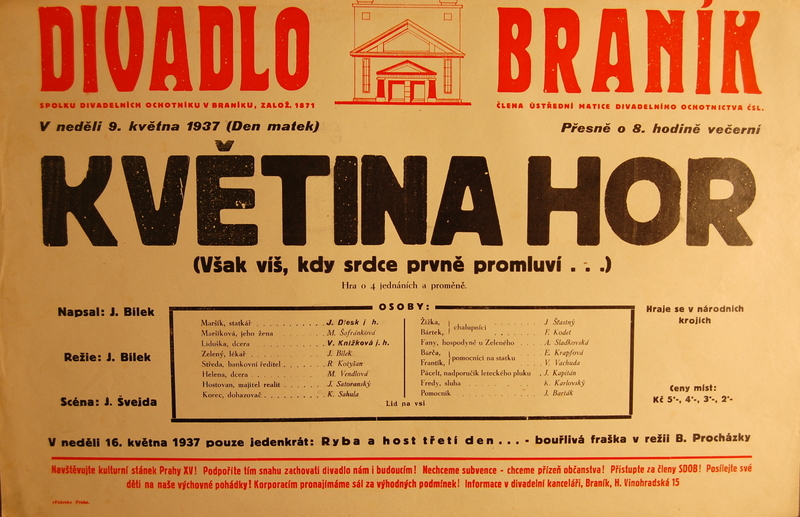 DIVADLO BRANÍK
SPOLKU DIVADELNÍCH OCHOTNÍKU V BRANÍKU, ZALOŽ. 1871
ČLENA ÚSTŘEDNÍ MATICE DIVADELNÍHO OCHOTNICTVA ČSL.
V neděli 9. května 1937 (Den matek)
Přesně o 8. hodině večerní
KVĚTINA HOR
(Však víš, kdy srdce prvně promluví . . .)
Hra o 4 jednáních a proměně.
Napsal: J. Bílek
Režie: J. Bílek
Scéna: J. Švejda
OSOBY:
Maršík, statkář . . . . . . . . . . . J. Diesk j. h.
Maršíková, jeho žena . . . . . . . . M. Šafránková
Liduška, dcera . . . . . . . . . . . V. Knížková j. h.
Zelený, lékař . . . . . . . . . . . J. Bílek
Středa, bankovní ředitel . . . . . . R. Kožyšan
Helena, dcera . . . . . . . . . . . M. Vendlová
Hostovan, majitel realit . . . . . . J. Satoranský
Korec, dohazovač . . . . . . . . . . K. Sahula
Žižka, } chalupníci . . . . . . . . J. Šťastný
Bártek, . . . . . . . . F. Kodet
Fany, hospodyně u Zeleného . . . . A. Sladkovská
Barča, } pomocníci na statku . . . E. Krapfová
Frantík, . . . V. Vachuda
Pácelt, nadporučík leteckého pluku . J. Kapitán
Fredy, sluha . . . . . . . . . . . K. Karlovský
Pomocník . . . . . . . . . . . . . J. Barták
Lid na vsi
Hraje se v národních
krojích
Ceny míst:
Kč 5'-, 4'-, 3'-, 2'-
V neděli 16. května 1937 pouze jedenkrát: Ryba a host třetí den . . . - bouřlivá fraška v režii B. Procházky
Navštěvujte kulturní stánek Prahy XV! Podpoříte tím snahu zachovati divadlo nám i budoucím! Nechceme subvence - chceme přízeň občanstva! Přistupte za členy SDOB! Posílejte své
děti na naše výchovné pohádky! Korporacím pronajímáme sál za výhodných podmínek! Informace v divadelní kanceláři, Braník, H. Vinohradská 15